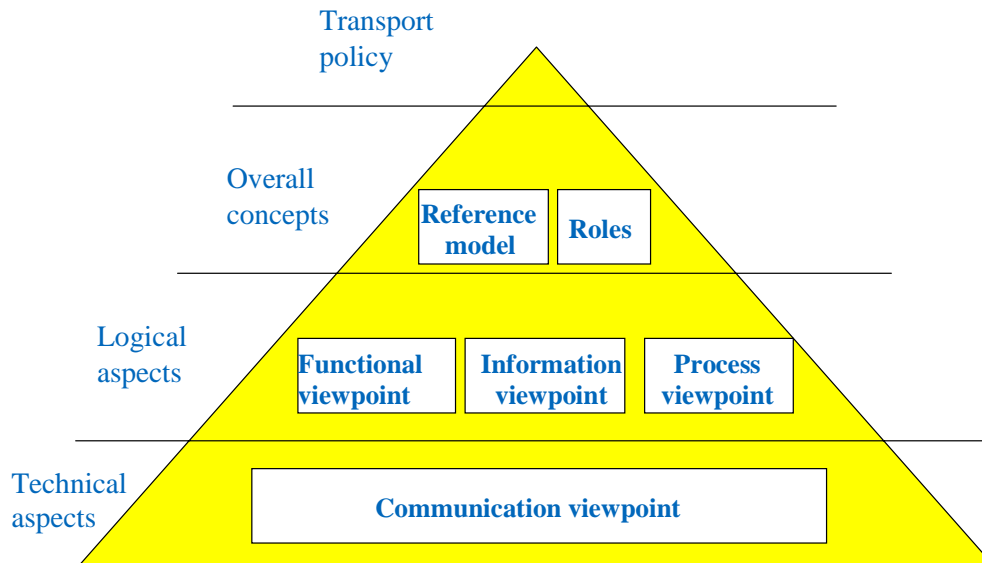 Transport
policy
Overall
concepts
Reference
model
Roles
Logical
aspects
Functional
viewpoint
Information
viewpoint
Process
viewpoint
Technical
aspects
Communication viewpoint